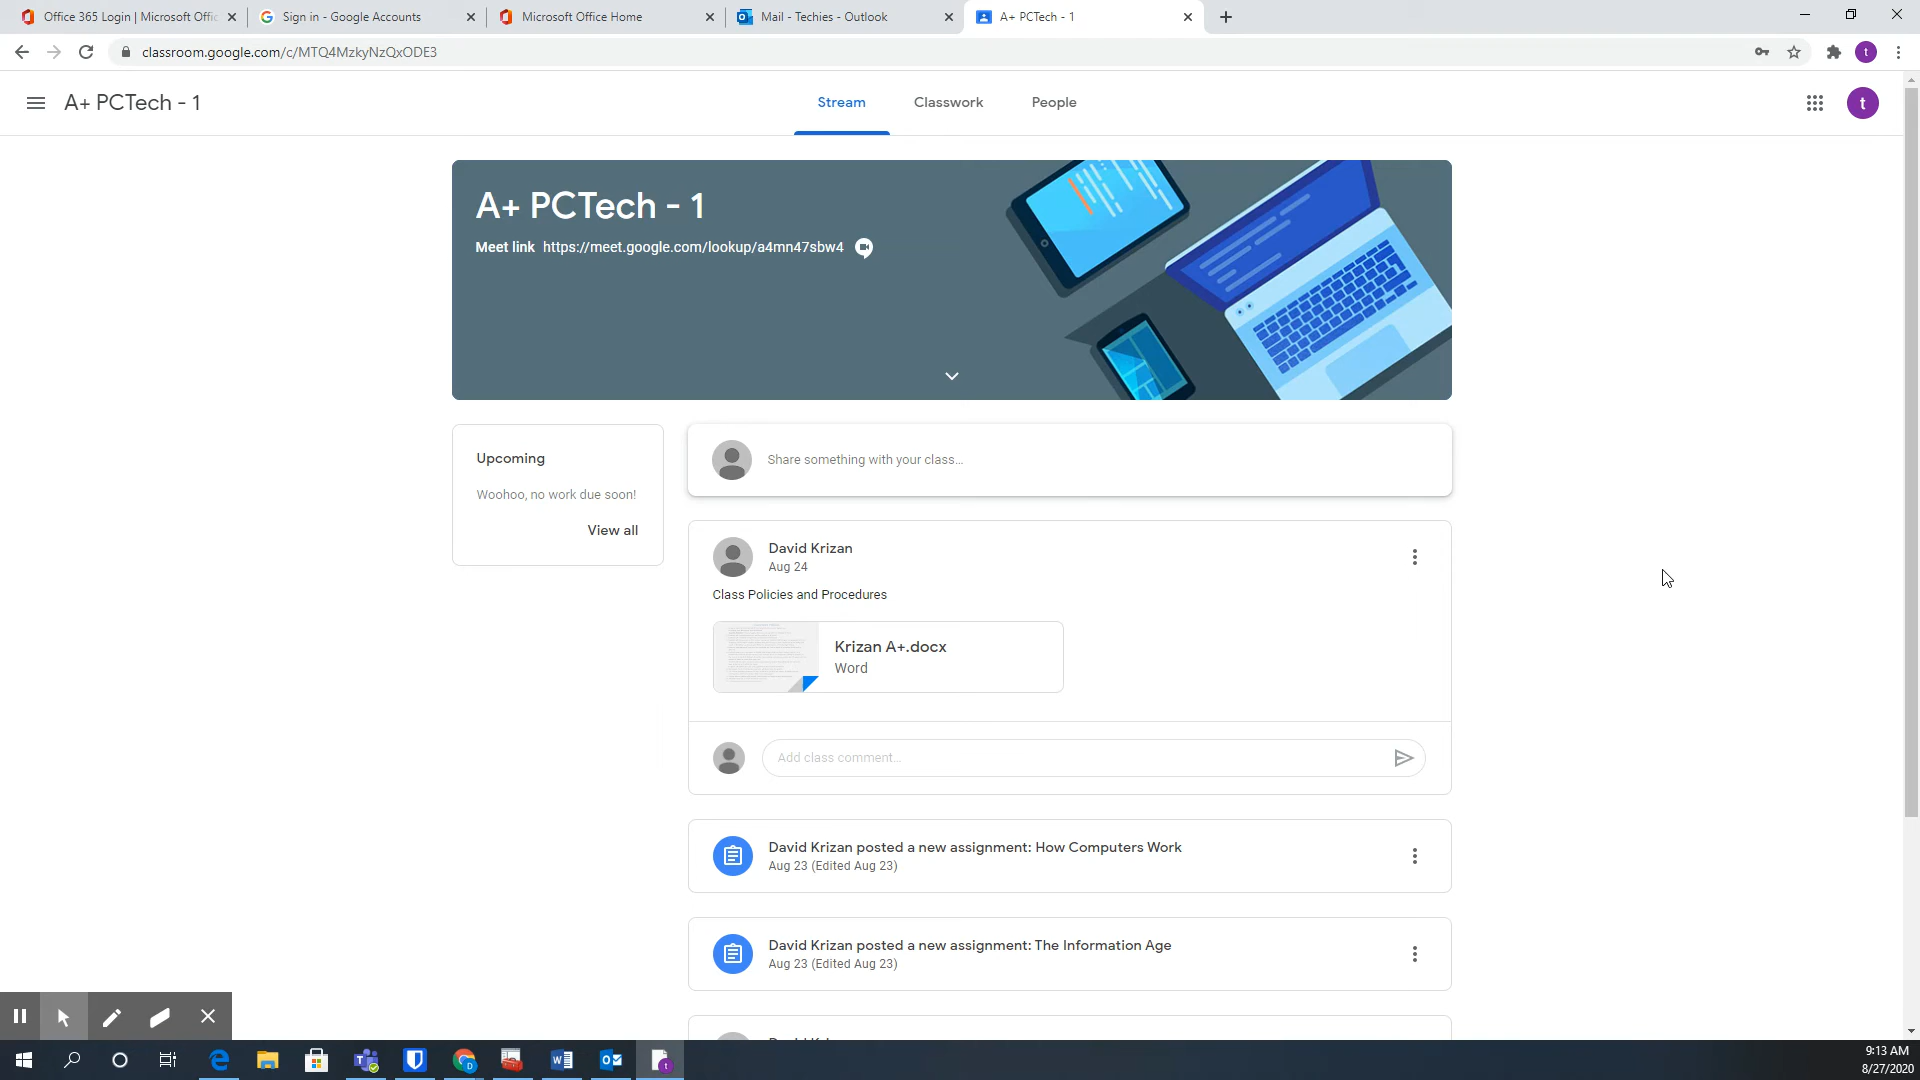 Office 365 Login | Microsoft Offic
Sign in - Google Accounts
Microsoft Office Home
Mail - Techies - Outlook
A+ PCTech - 1
classroom.google.com/c/MTQ4MzkyNzQxODE3
t
A+ PCTech - 1
Stream
Classwork
People
t
A+ PCTech - 1
Meet link https://meet.google.com/lookup/a4mn47sbw4
Upcoming
Woohoo, no work due soon!
View all
Share something with your class...
David Krizan
Aug 24
Class Policies and Procedures
Krizan A+.docx
Word
Add class comment...
David Krizan posted a new assignment: How Computers Work
Aug 23 (Edited Aug 23)
David Krizan posted a new assignment: The Information Age
Aug 23 (Edited Aug 23)
9:13 AM
8/27/2020